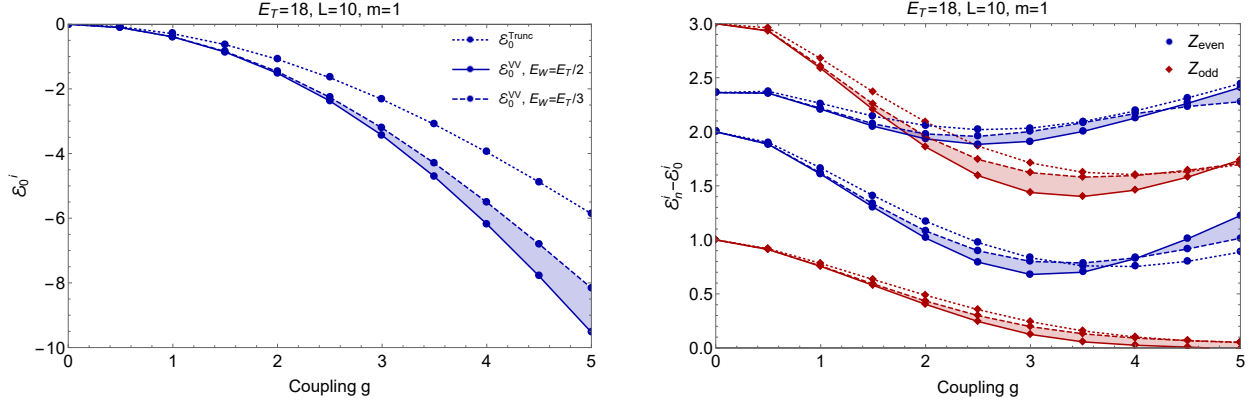 E_T=18, L=10, m=1
ℰ_0^i
0
−2
−4
−6
−8
−10
ℰ_0^Trunc
ℰ_0^VV, E_W=E_T/2
ℰ_0^VV, E_W=E_T/3
0 1 2 3 4 5
Coupling g
E_T=18, L=10, m=1
ℰ_n^i−ℰ_0^i
3.0
2.5
2.0
1.5
1.0
0.5
0.0
Z_even
Z_odd
0 1 2 3 4 5
Coupling g